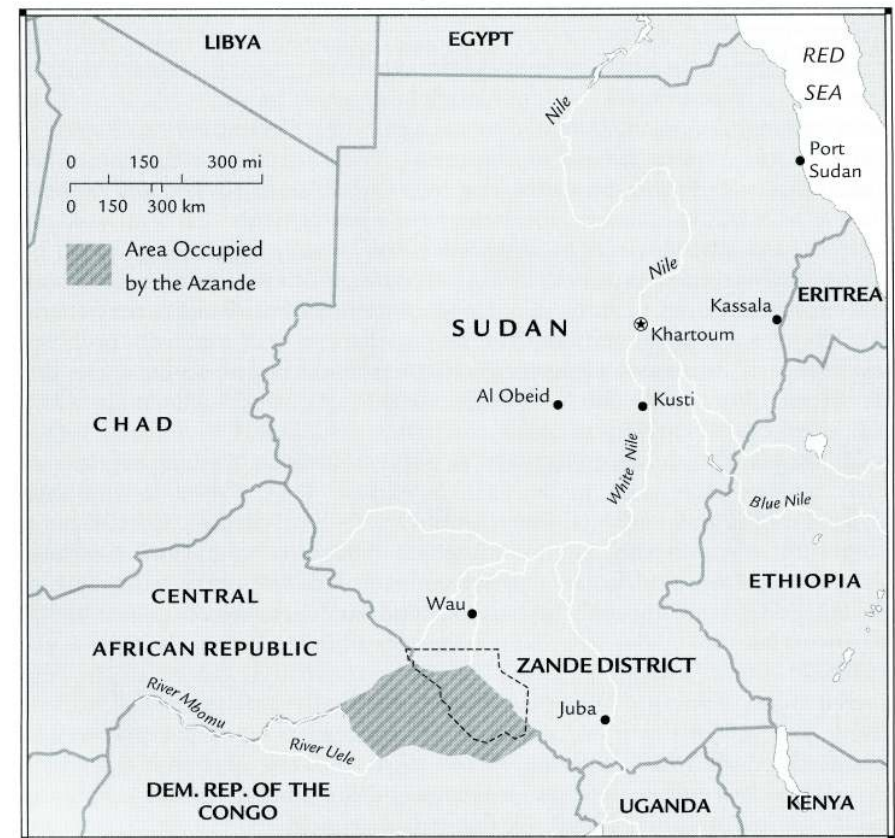 LIBYA
EGYPT
RED
SEA
Nile
Port
Sudan
0 150 300 mi
0 150 300 km
Area Occupied
by the Azande
Nile
ERITREA
Kassala
SUDAN
Khartoum
Al Obeid
Kusti
CHAD
White Nile
Blue Nile
ETHIOPIA
CENTRAL
AFRICAN REPUBLIC
Wau
ZANDE DISTRICT
River Mbomu
River Uele
Juba
DEM. REP. OF THE
CONGO
UGANDA
KENYA